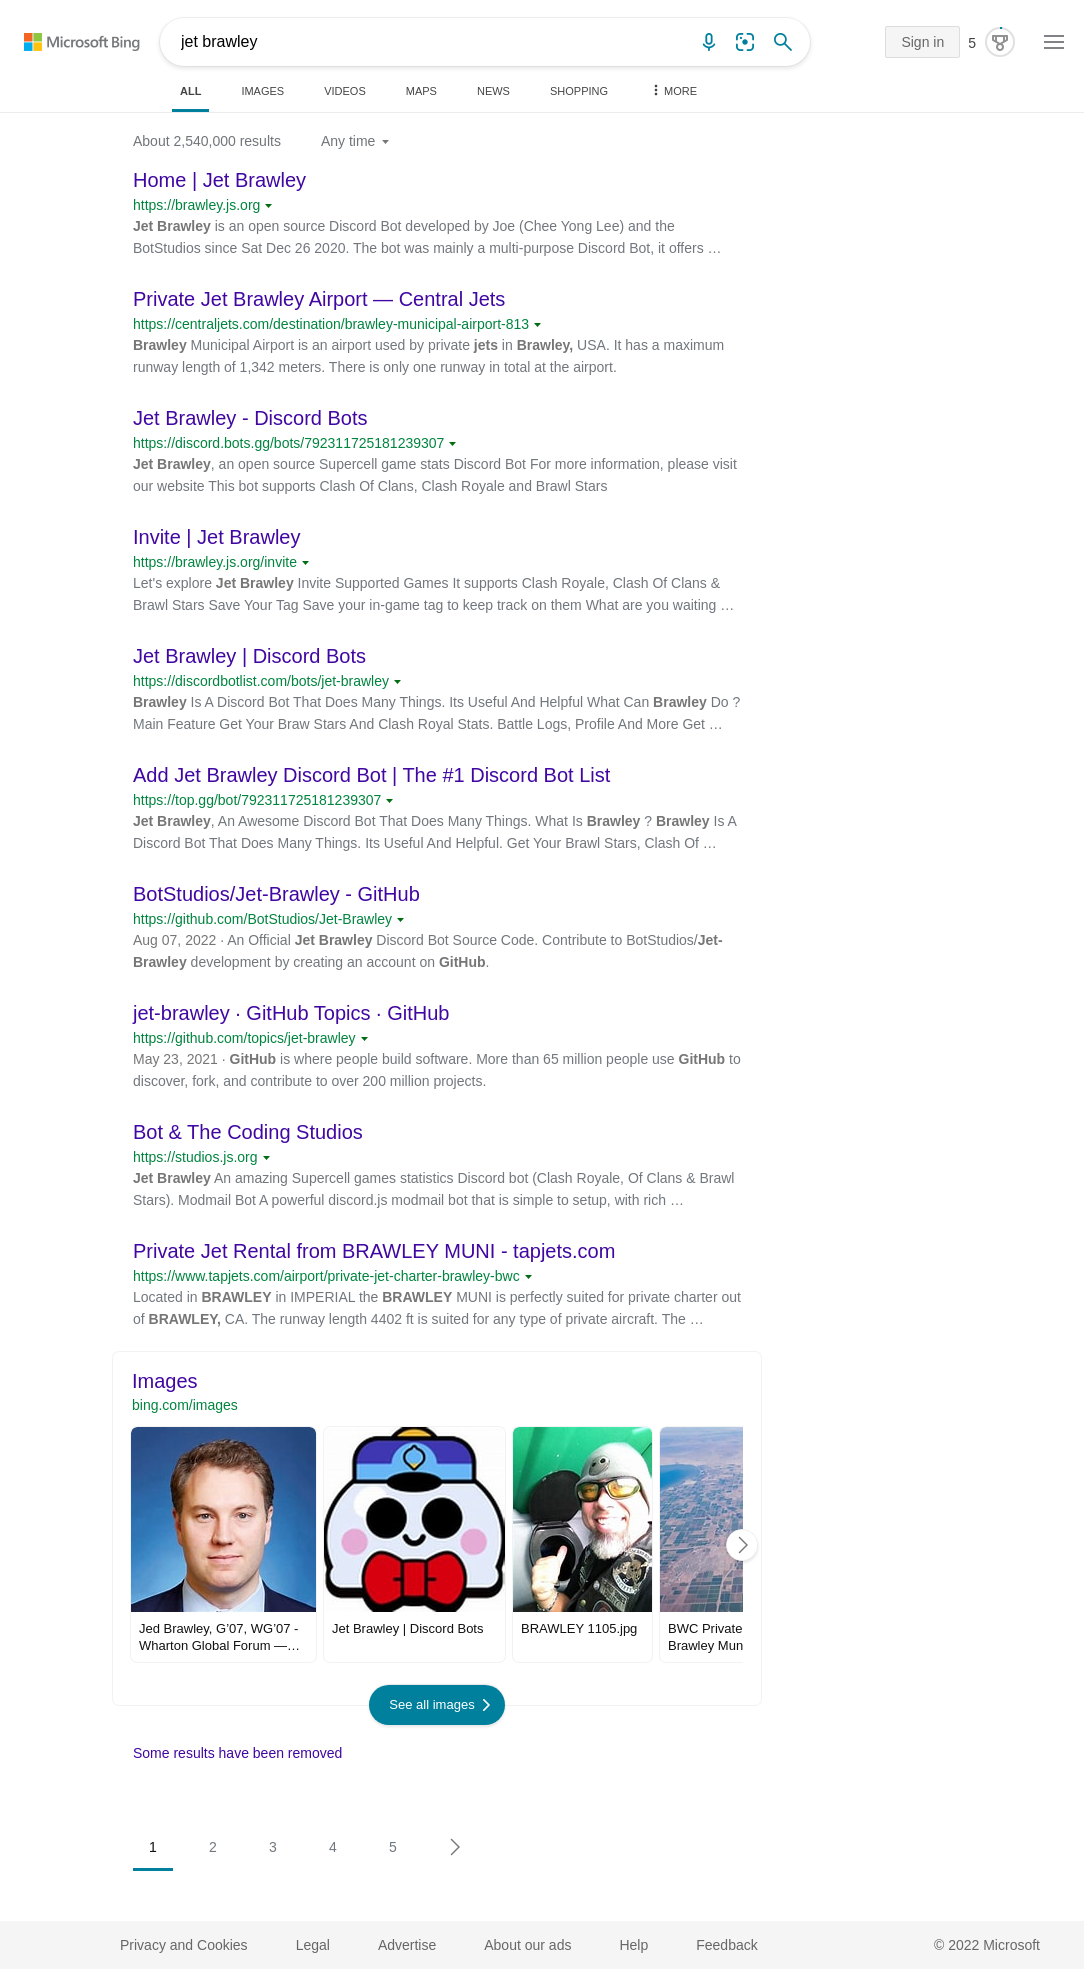 Microsoft Bing
jet brawley
Sign in
5
ALL
IMAGES
VIDEOS
MAPS
NEWS
SHOPPING
MORE
About 2,540,000 results
Any time
Home | Jet Brawley
https://brawley.js.org
Jet Brawley is an open source Discord Bot developed by Joe (Chee Yong Lee) and the
BotStudios since Sat Dec 26 2020. The bot was mainly a multi-purpose Discord Bot, it offers …
Private Jet Brawley Airport — Central Jets
https://centraljets.com/destination/brawley-municipal-airport-813
Brawley Municipal Airport is an airport used by private jets in Brawley, USA. It has a maximum
runway length of 1,342 meters. There is only one runway in total at the airport.
Jet Brawley - Discord Bots
https://discord.bots.gg/bots/792311725181239307
Jet Brawley, an open source Supercell game stats Discord Bot For more information, please visit
our website This bot supports Clash Of Clans, Clash Royale and Brawl Stars
Invite | Jet Brawley
https://brawley.js.org/invite
Let's explore Jet Brawley Invite Supported Games It supports Clash Royale, Clash Of Clans &
Brawl Stars Save Your Tag Save your in-game tag to keep track on them What are you waiting …
Jet Brawley | Discord Bots
https://discordbotlist.com/bots/jet-brawley
Brawley Is A Discord Bot That Does Many Things. Its Useful And Helpful What Can Brawley Do ?
Main Feature Get Your Braw Stars And Clash Royal Stats. Battle Logs, Profile And More Get …
Add Jet Brawley Discord Bot | The #1 Discord Bot List
https://top.gg/bot/792311725181239307
Jet Brawley, An Awesome Discord Bot That Does Many Things. What Is Brawley ? Brawley Is A
Discord Bot That Does Many Things. Its Useful And Helpful. Get Your Brawl Stars, Clash Of …
BotStudios/Jet-Brawley - GitHub
https://github.com/BotStudios/Jet-Brawley
Aug 07, 2022 · An Official Jet Brawley Discord Bot Source Code. Contribute to BotStudios/Jet-
Brawley development by creating an account on GitHub.
jet-brawley · GitHub Topics · GitHub
https://github.com/topics/jet-brawley
May 23, 2021 · GitHub is where people build software. More than 65 million people use GitHub to
discover, fork, and contribute to over 200 million projects.
Bot & The Coding Studios
https://studios.js.org
Jet Brawley An amazing Supercell games statistics Discord bot (Clash Royale, Of Clans & Brawl
Stars). Modmail Bot A powerful discord.js modmail bot that is simple to setup, with rich …
Private Jet Rental from BRAWLEY MUNI - tapjets.com
https://www.tapjets.com/airport/private-jet-charter-brawley-bwc
Located in BRAWLEY in IMPERIAL the BRAWLEY MUNI is perfectly suited for private charter out
of BRAWLEY, CA. The runway length 4402 ft is suited for any type of private aircraft. The …
Images
bing.com/images
Jed Brawley, G’07, WG’07 -
Wharton Global Forum —…
Jet Brawley | Discord Bots
BRAWLEY 1105.jpg
BWC Private
Brawley Mun
See all images
Some results have been removed
1
2
3
4
5
Privacy and Cookies
Legal
Advertise
About our ads
Help
Feedback
© 2022 Microsoft